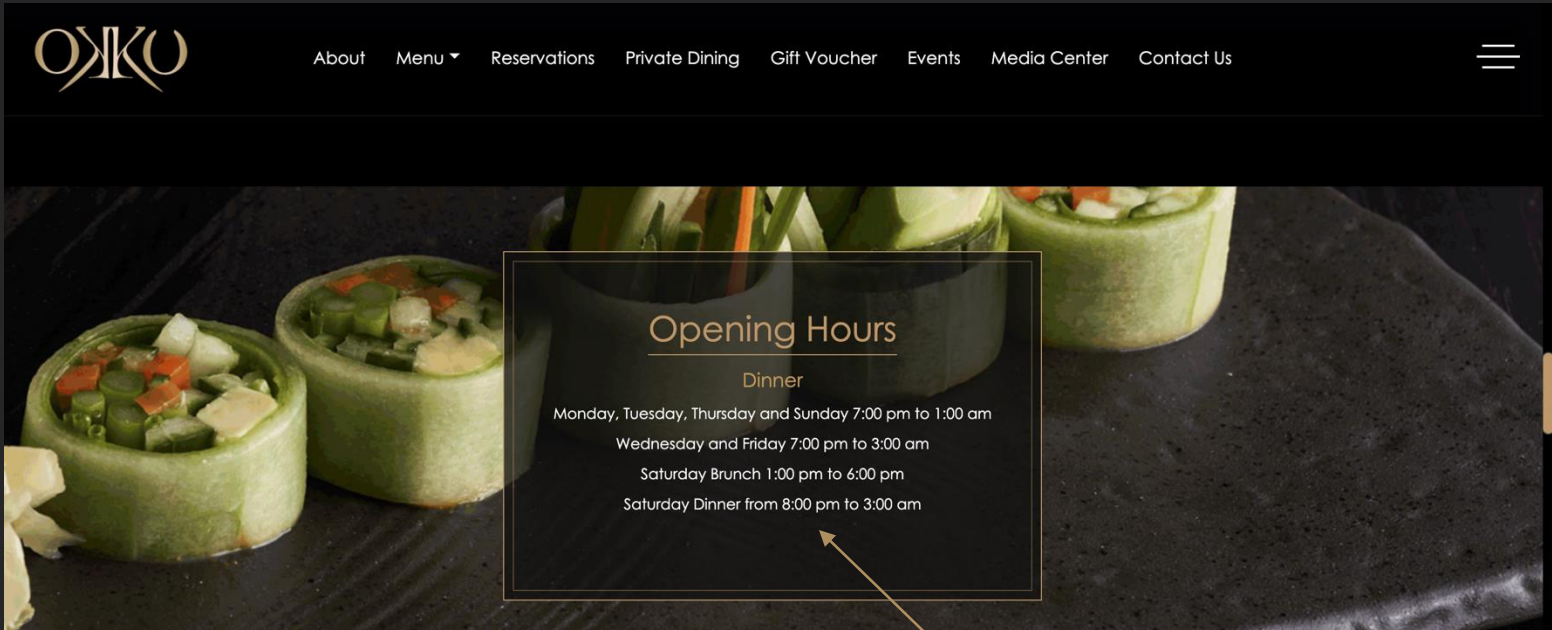 OKKU
About Menu Reservations Private Dining Gift Voucher Events Media Center Contact Us
Opening Hours
Dinner
Monday, Tuesday, Thursday and Sunday 7:00 pm to 1:00 am
Wednesday and Friday 7:00 pm to 3:00 am
Saturday Brunch 1:00 pm to 6:00 pm
Saturday Dinner from 8:00 pm to 3:00 am